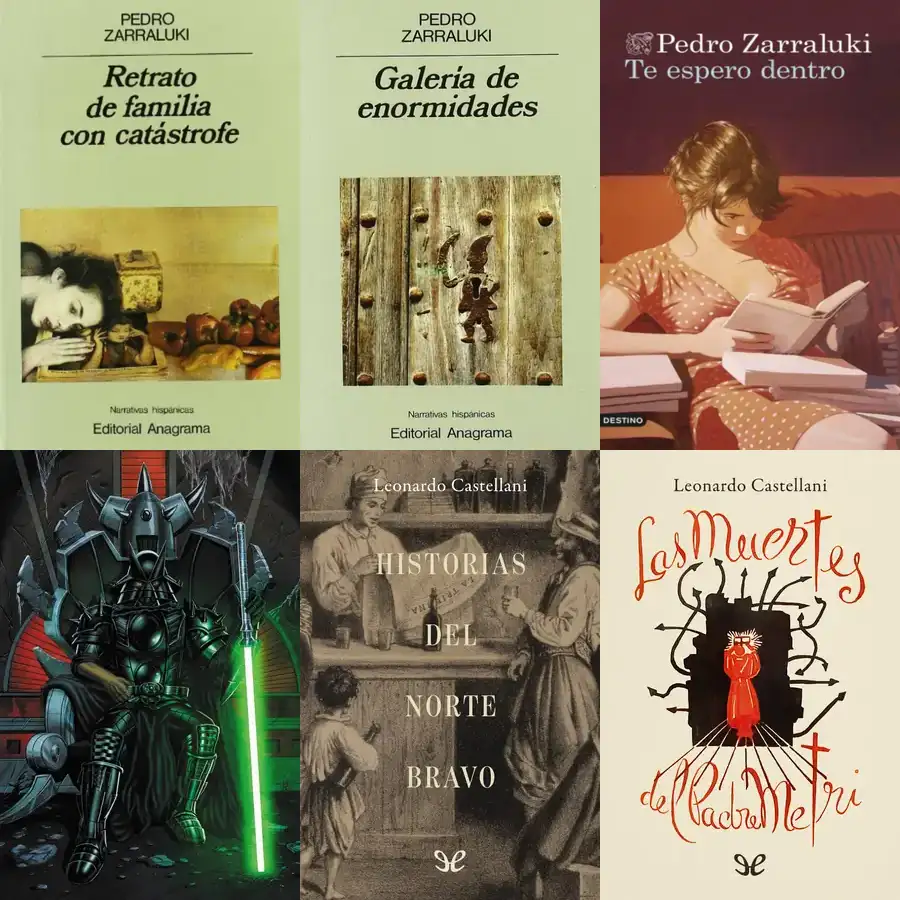 PEDRO
ZARRALUKI
Retrato
de familia
con catástrofe
Narrativas hispánicas
Editorial Anagrama
PEDRO
ZARRALUKI
Galería de
enormidades
Narrativas hispánicas
Editorial Anagrama
Pedro Zarraluki
Te espero dentro
DESTINO
Leonardo Castellani
HISTORIAS
DEL
NORTE
BRAVO
LA
TRIBUNA
Leonardo Castellani
Las Muertes
del Padre Metri